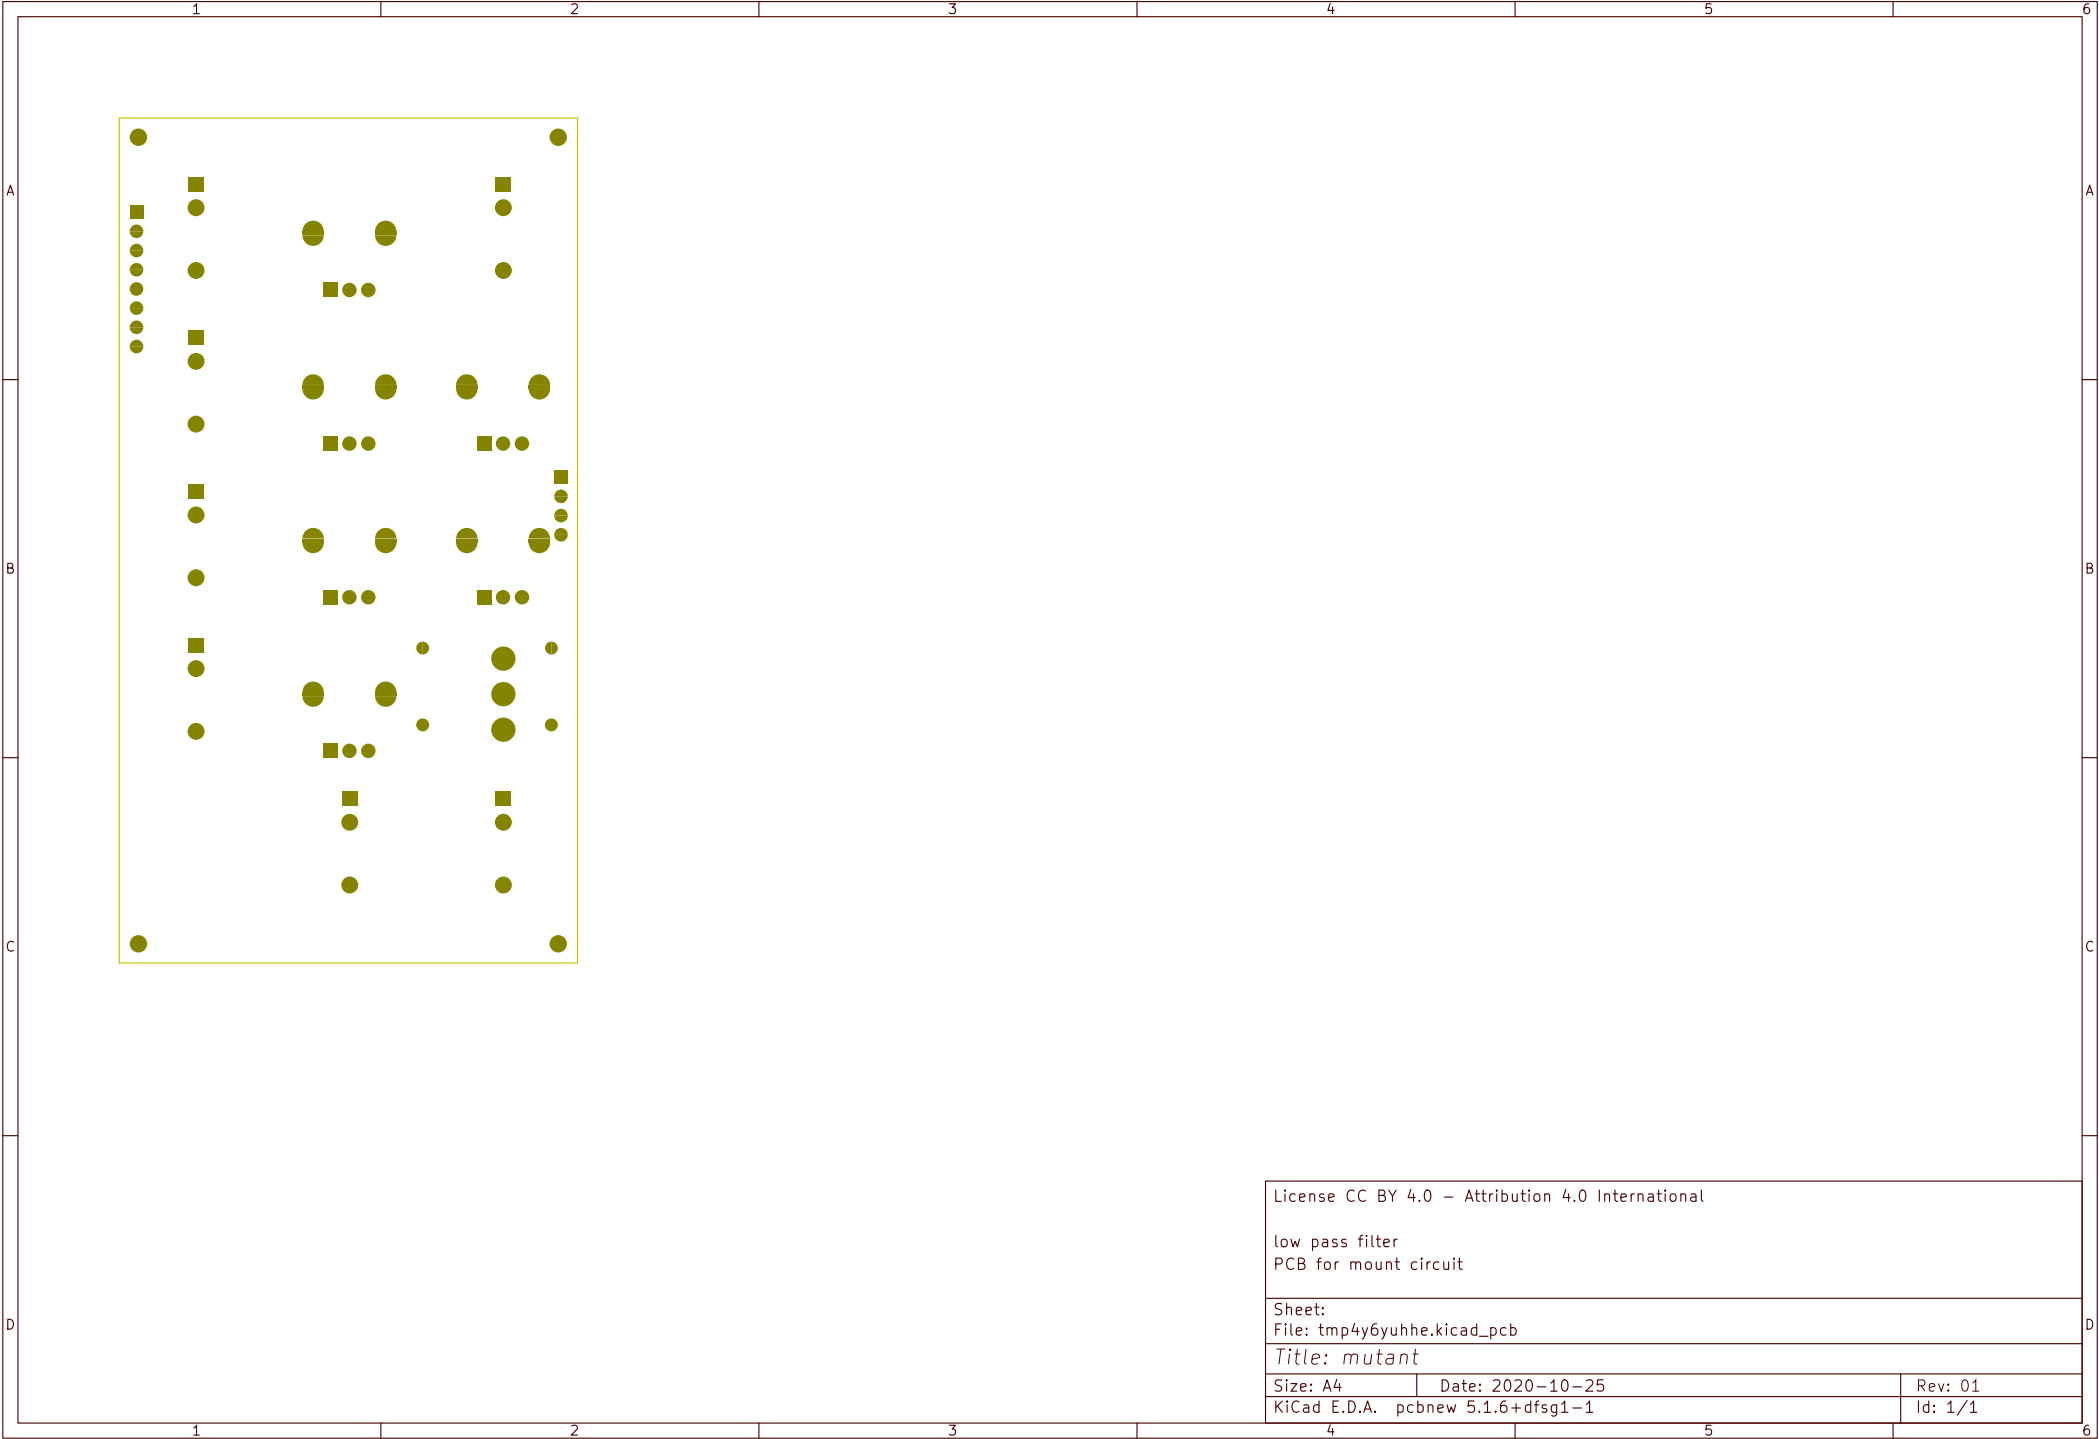 1 2 3 4 5 6
A A
B B
C C
License CC BY 4.0 - Attribution 4.0 International
low pass filter
PCB for mount circuit
Sheet:
File: tmp4y6yuhhe.kicad_pcb
D D
Title: mutant
Size: A4 Date: 2020-10-25 Rev: 01
KiCad E.D.A. pcbnew 5.1.6+dfsg1-1 Id: 1/1
1 2 3 4 5 6